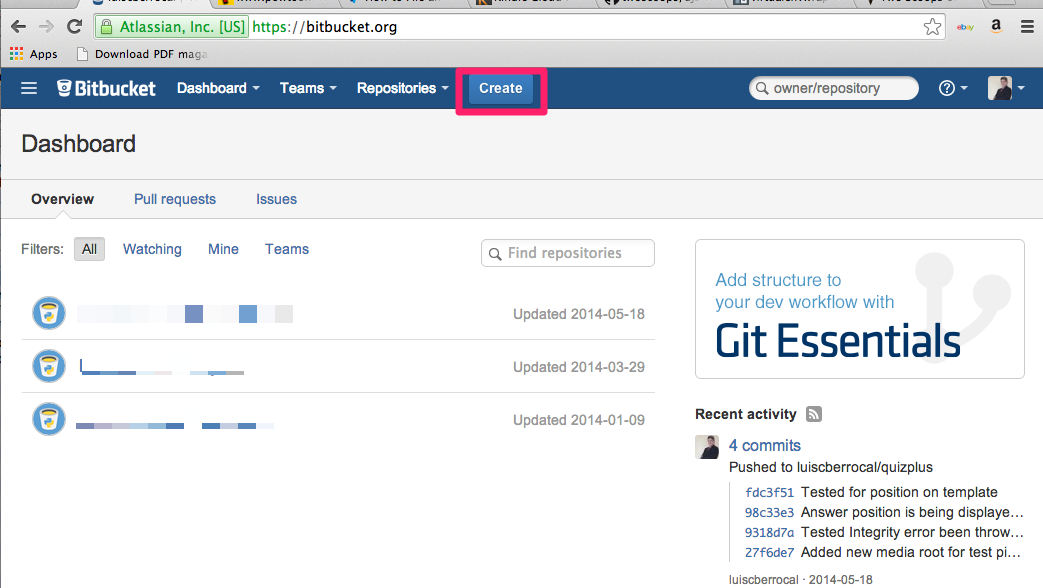 Atlassian, Inc. [US] https://bitbucket.org
ebay a
Apps Download PDF maga
Bitbucket Dashboard Teams Repositories Create owner/repository
Dashboard
Overview Pull requests Issues
Filters: All Watching Mine Teams Find repositories
Updated 2014-05-18
Updated 2014-03-29
Updated 2014-01-09
Add structure to
your dev workflow with
Git Essentials
Recent activity
4 commits
Pushed to luiscberrocal/quizplus
fdc3f51 Tested for position on template
98c33e3 Answer position is being displaye…
9318d7a Tested Integrity error been throw…
27f6de7 Added new media root for test pi…
luiscberrocal · 2014-05-18